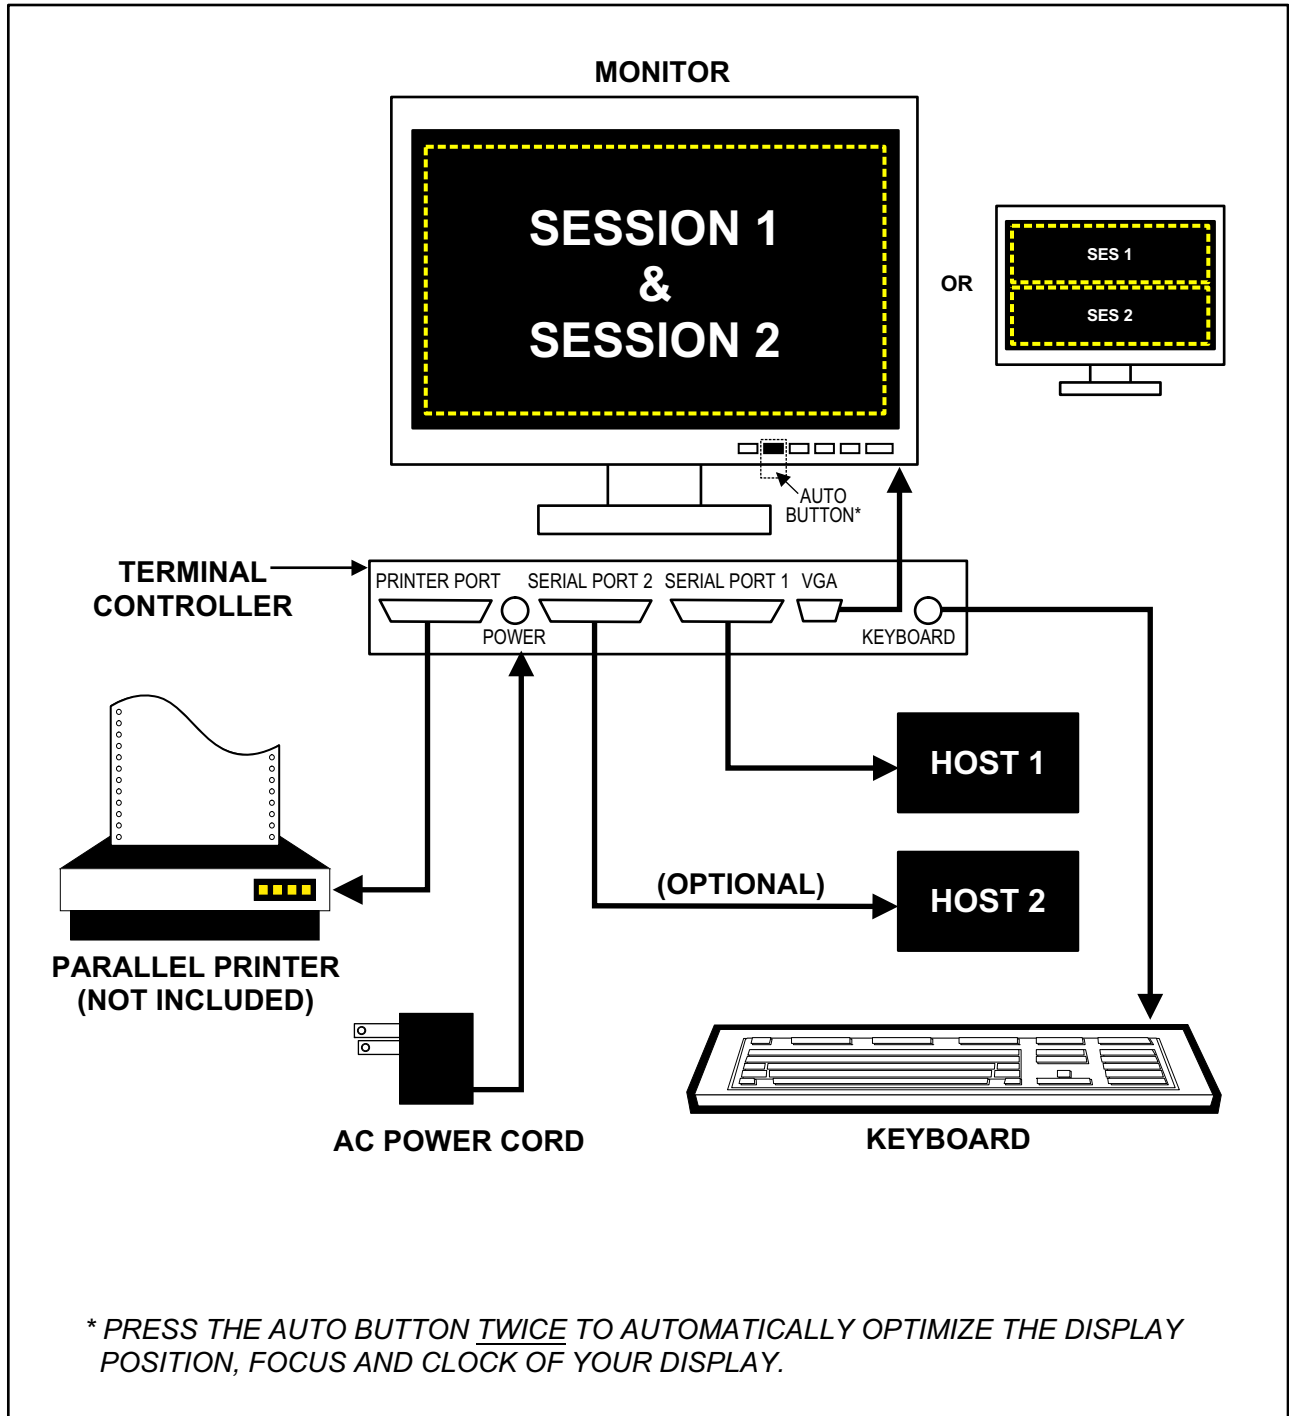 MONITOR
SESSION 1
&
SESSION 2
OR
SES 1
SES 2
AUTO
BUTTON*
TERMINAL
CONTROLLER
PRINTER PORT
POWER
SERIAL PORT 2
SERIAL PORT 1
VGA
KEYBOARD
HOST 1
(OPTIONAL)
HOST 2
PARALLEL PRINTER
(NOT INCLUDED)
AC POWER CORD
KEYBOARD
* PRESS THE AUTO BUTTON TWICE TO AUTOMATICALLY OPTIMIZE THE DISPLAY
POSITION, FOCUS AND CLOCK OF YOUR DISPLAY.